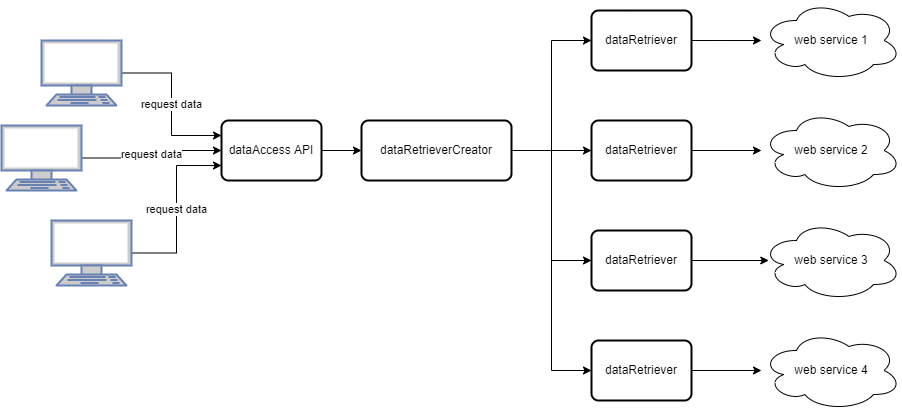 dataRetriever
web service 1
request data
dataAccess API
dataRetrieverCreator
dataRetriever
web service 2
request data
request data
dataRetriever
web service 3
dataRetriever
web service 4